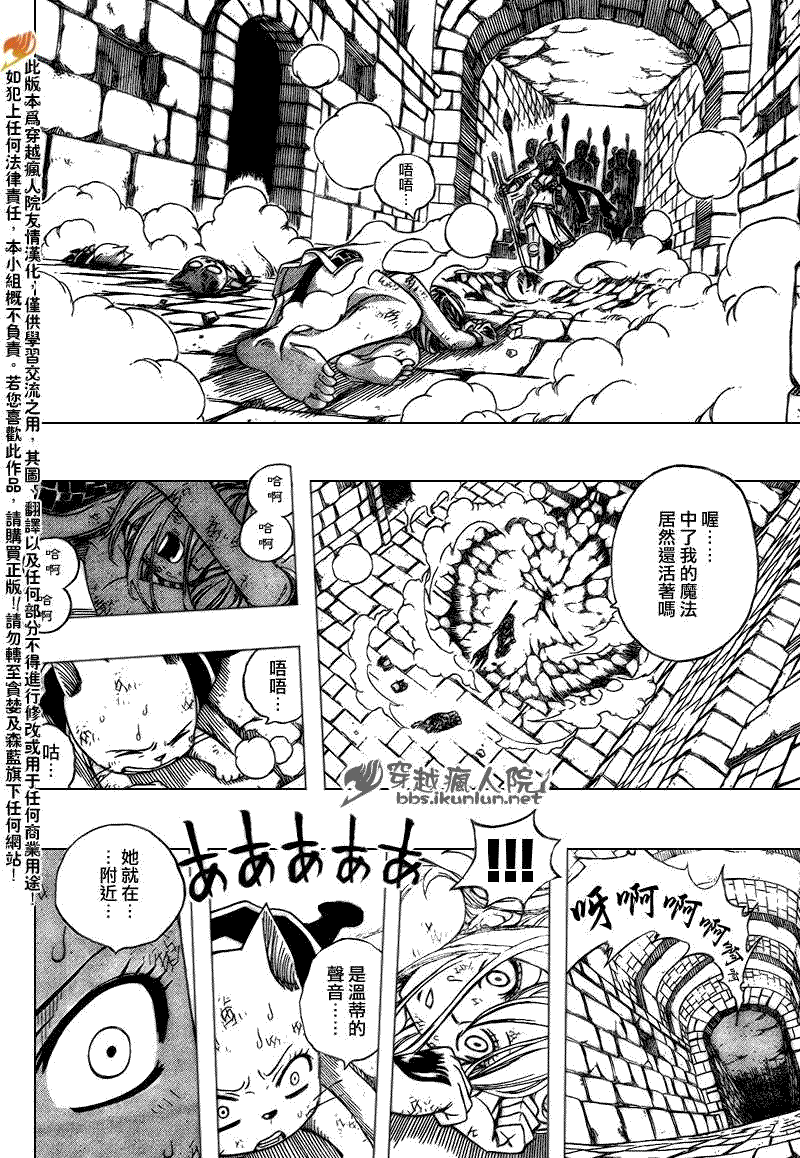 此版本爲穿越瘋人院友情漢化，僅供學習交流之用，其圖、翻譯以及任何部分不得進行修改或用于任何商業用途！
如犯上任何法律責任，本小組概不負責。若您喜歡此作品，請購買正版！！請勿轉至貪婪及森藍旗下任何網站！
唔唔…
喔……
中了我的魔法
居然還活著嗎
哈啊
哈啊
哈啊
哈啊
唔唔…
咕…
穿越瘋人院
bbs.ikunlun.net
呀啊啊啊啊
!!!
ああああああ
是溫蒂的
聲音……
她就在…
…附近…